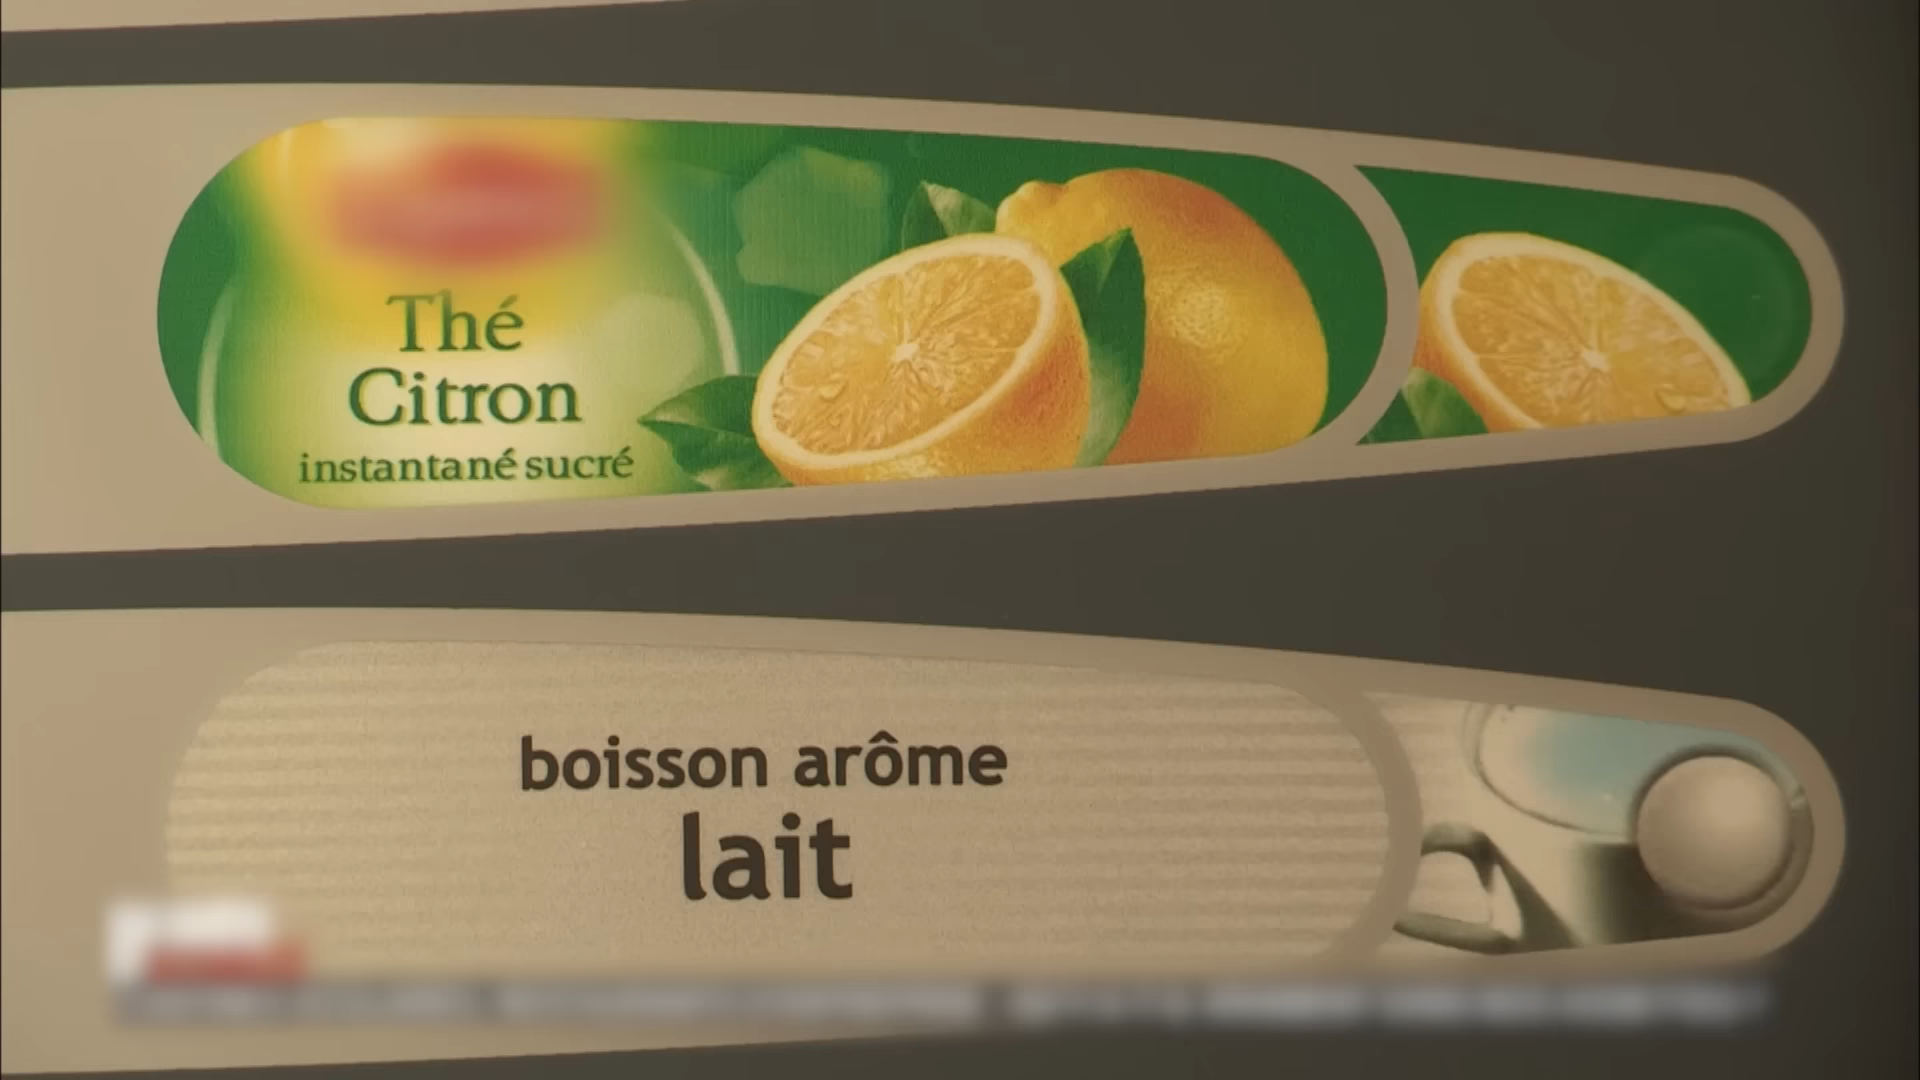 Thé
Citron
instantané sucré
boisson arôme
lait